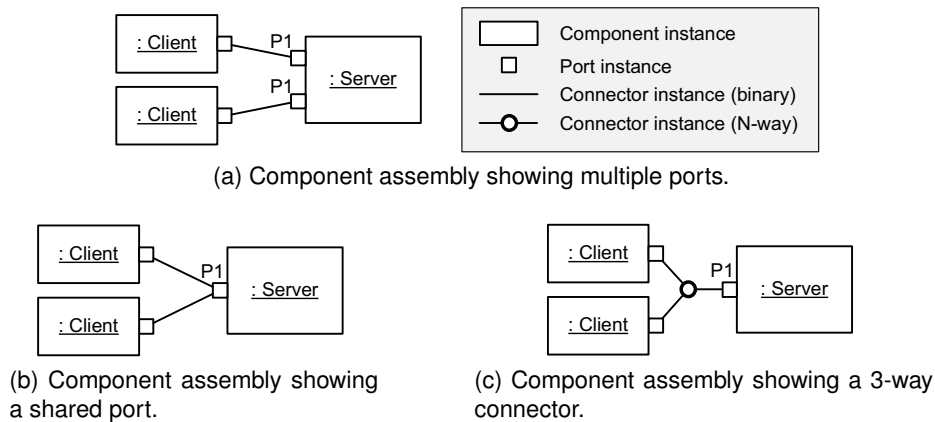 : Client
P1
: Server
P1
: Client
Component instance
Port instance
Connector instance (binary)
Connector instance (N-way)
(a) Component assembly showing multiple ports.
: Client
P1
: Server
: Client
(b) Component assembly showing
a shared port.
: Client
P1
: Server
: Client
(c) Component assembly showing a 3-way
connector.